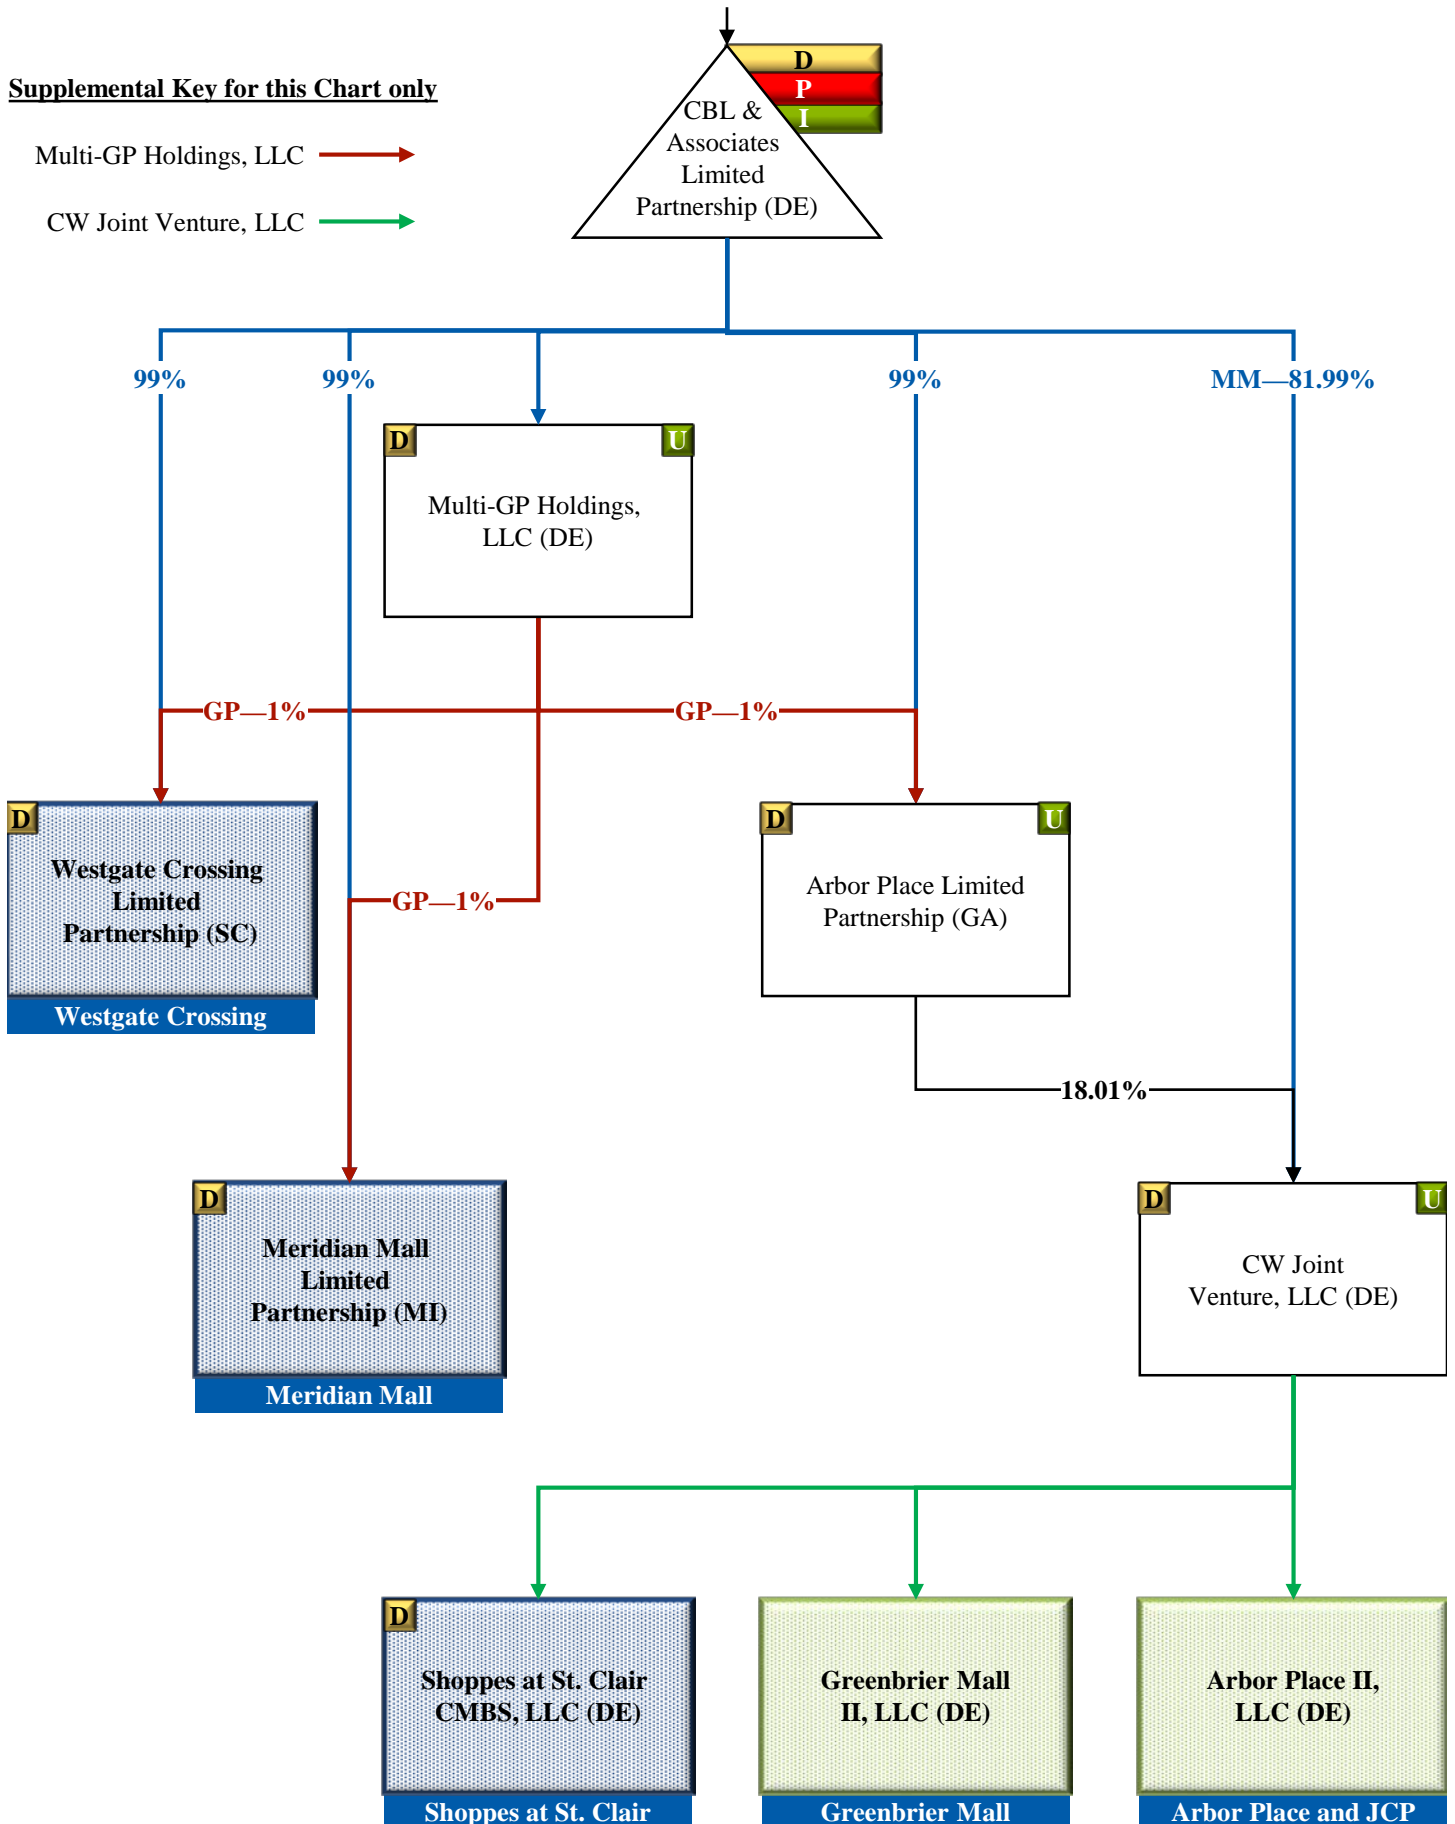 Supplemental Key for this Chart only
Multi-GP Holdings, LLC
CW Joint Venture, LLC
D
P
I
CBL &
Associates
Limited
Partnership (DE)
99%
99%
99%
MM—81.99%
D
U
Multi-GP Holdings,
LLC (DE)
GP—1%
GP—1%
D
Westgate Crossing
Limited
Partnership (SC)
Westgate Crossing
GP—1%
D
U
Arbor Place Limited
Partnership (GA)
18.01%
D
Meridian Mall
Limited
Partnership (MI)
Meridian Mall
D
U
CW Joint
Venture, LLC (DE)
D
Shoppes at St. Clair
CMBS, LLC (DE)
Shoppes at St. Clair
Greenbrier Mall
II, LLC (DE)
Greenbrier Mall
Arbor Place II,
LLC (DE)
Arbor Place and JCP